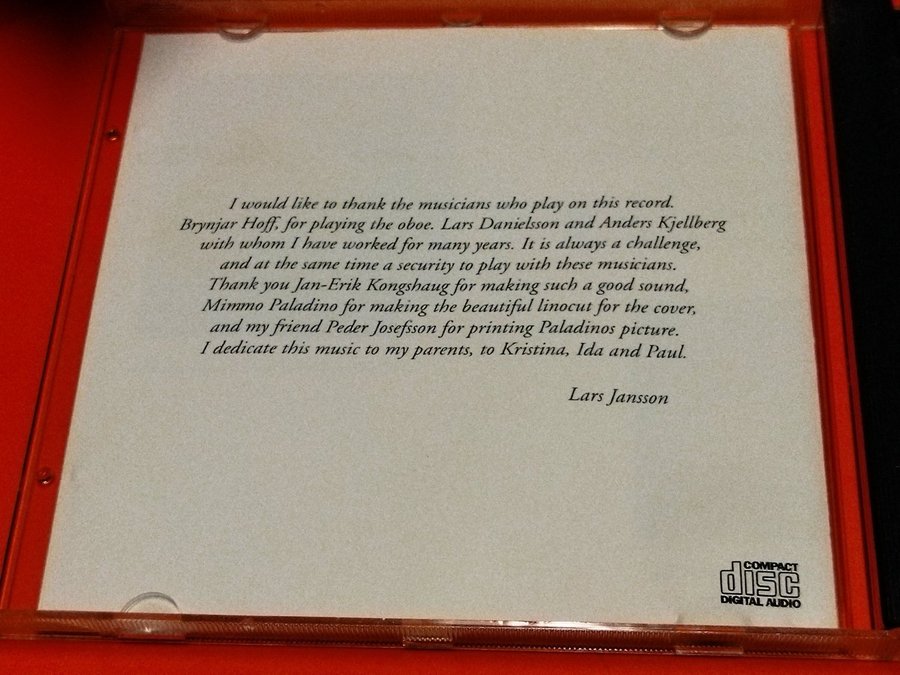 I would like to thank the musicians who play on this record.
Brynjar Hoff, for playing the oboe. Lars Danielsson and Anders Kjellberg
with whom I have worked for many years. It is always a challenge,
and at the same time a security to play with these musicians.
Thank you Jan-Erik Kongshaug for making such a good sound,
Mimmo Paladino for making the beautiful linocut for the cover,
and my friend Peder Josefsson for printing Paladinos picture.
I dedicate this music to my parents, to Kristina, Ida and Paul.
Lars Jansson
COMPACT
disc
DIGITAL AUDIO